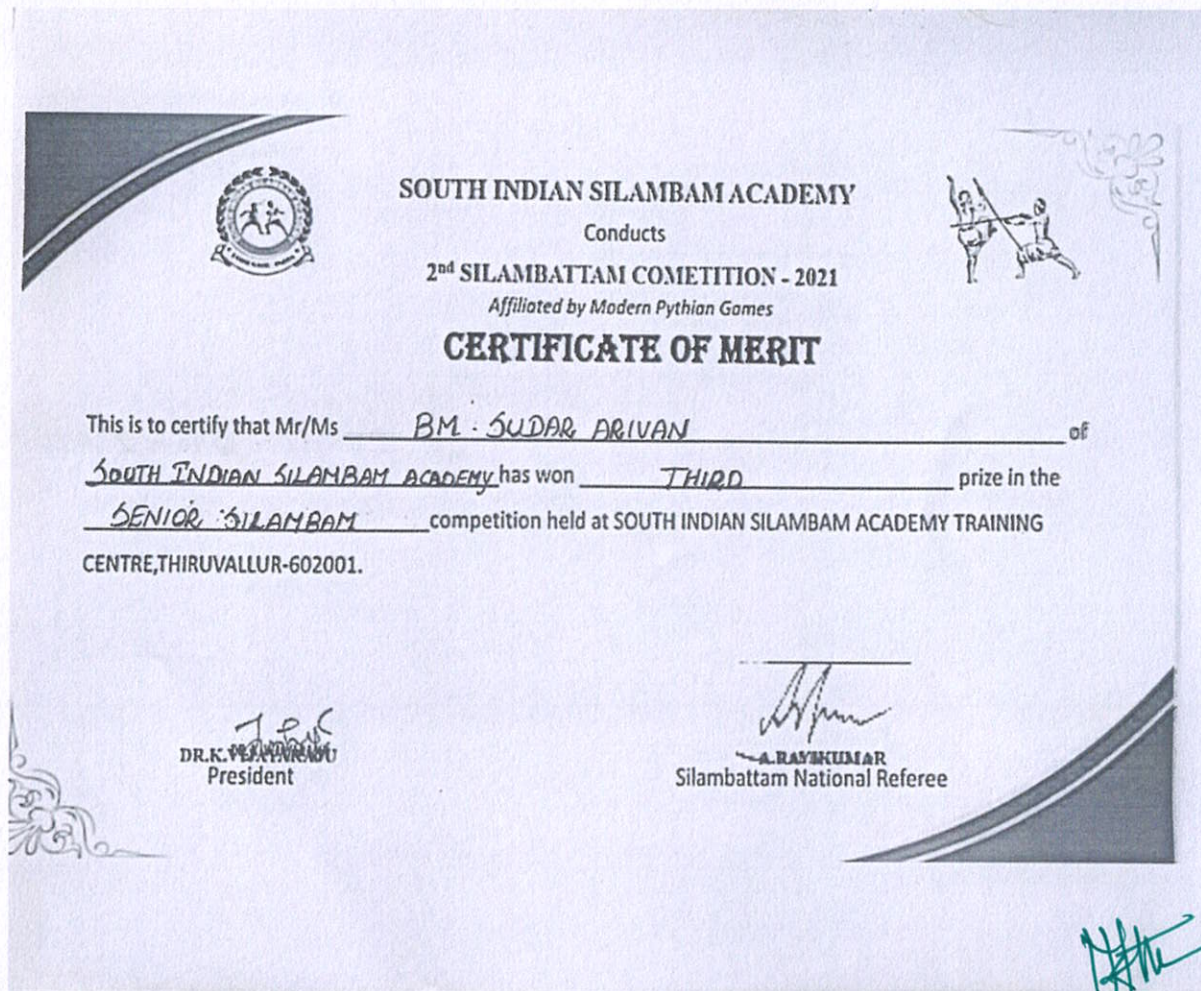 SOUTH INDIAN SILAMBAM ACADEMY
Conducts
2nd SILAMBATTAM COMETITION - 2021
Affiliated by Modern Pythian Games
CERTIFICATE OF MERIT
This is to certify that Mr/Ms BM. SUDAR ARIVAN of
SOUTH INDIAN SILAMBAM ACADEMY has won THIRD prize in the
SENIOR SILAMBAM competition held at SOUTH INDIAN SILAMBAM ACADEMY TRAINING
CENTRE,THIRUVALLUR-602001.
DR.K.
President
A.RAVIKUMAR
Silambattam National Referee